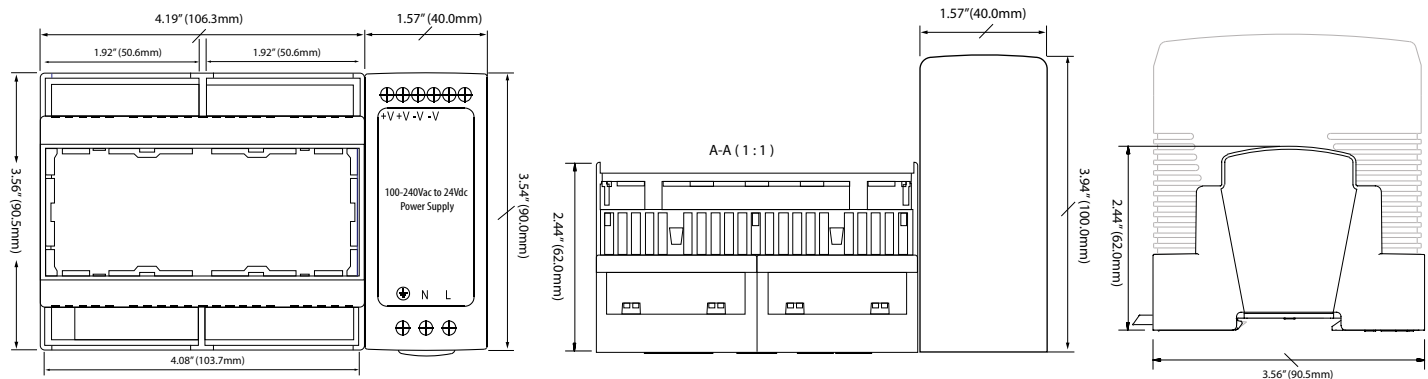 4.19" (106.3mm)
1.57" (40.0mm)
1.92" (50.6mm)
1.92" (50.6mm)
3.56" (90.5mm)
+V +V -V -V
100-240Vac to 24Vdc
Power Supply
N L
3.54" (90.0mm)
4.08" (103.7mm)
1.57" (40.0mm)
A-A ( 1 : 1 )
2.44" (62.0mm)
3.94" (100.0mm)
2.44" (62.0mm)
3.56" (90.5mm)